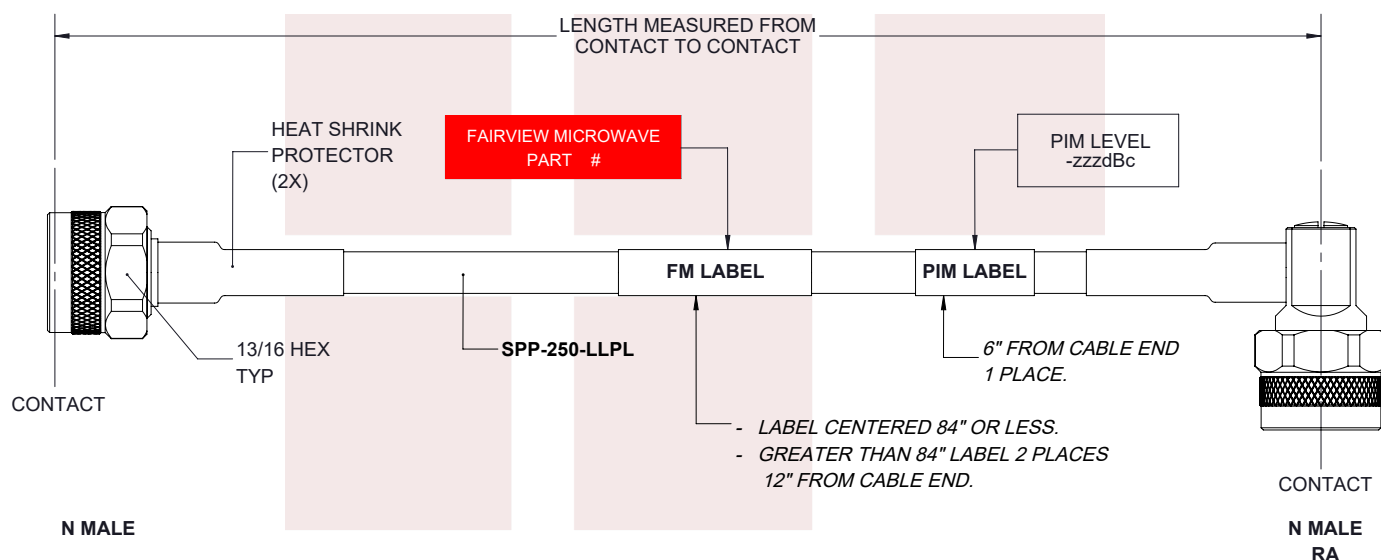 LENGTH MEASURED FROM
CONTACT TO CONTACT
HEAT SHRINK
PROTECTOR
(2X)
FAIRVIEW MICROWAVE
PART #
PIM LEVEL
-zzzdBc
FM LABEL
PIM LABEL
13/16 HEX
TYP
SPP-250-LLPL
6" FROM CABLE END
1 PLACE.
CONTACT
- LABEL CENTERED 84" OR LESS.
- GREATER THAN 84" LABEL 2 PLACES
12" FROM CABLE END.
CONTACT
N MALE
N MALE
RA